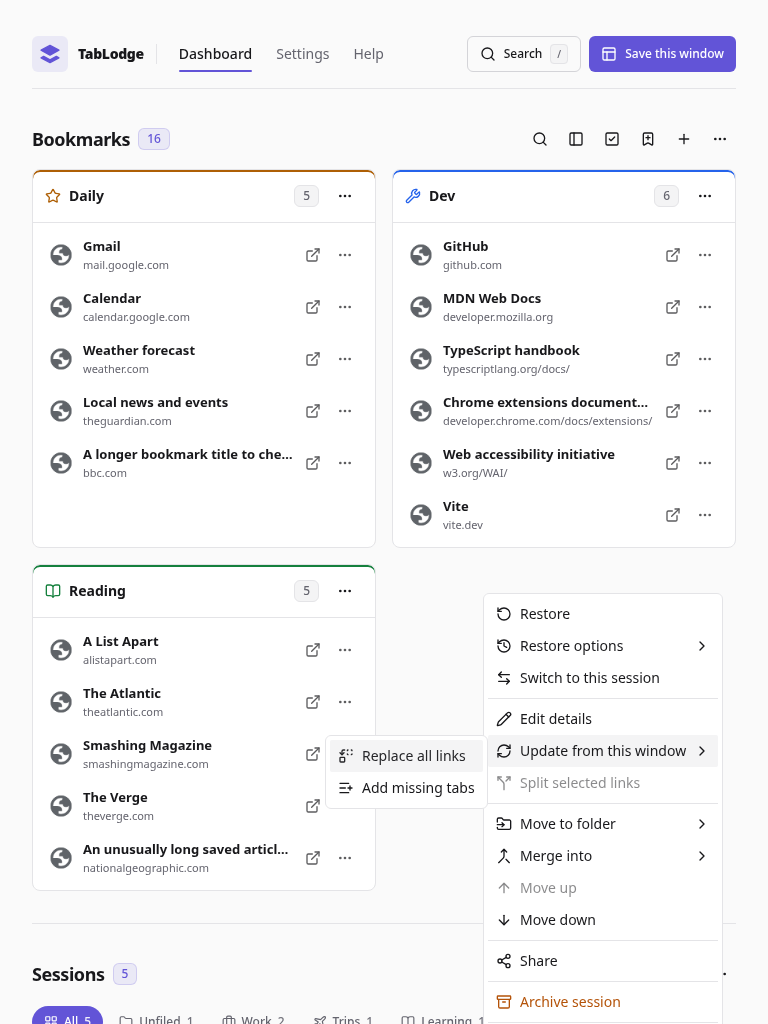 TabLodge
Dashboard
Settings
Help
Search /
Save this window
Bookmarks 16
Daily 5
Gmail
mail.google.com
Calendar
calendar.google.com
Weather forecast
weather.com
Local news and events
theguardian.com
A longer bookmark title to che...
bbc.com
Dev 6
GitHub
github.com
MDN Web Docs
developer.mozilla.org
TypeScript handbook
typescriptlang.org/docs/
Chrome extensions document...
developer.chrome.com/docs/extensions/
Web accessibility initiative
w3.org/WAI/
Vite
vite.dev
Reading 5
A List Apart
alistapart.com
The Atlantic
theatlantic.com
Smashing Magazine
smashingmagazine.com
The Verge
theverge.com
An unusually long saved articl...
nationalgeographic.com
Replace all links
Add missing tabs
Restore
Restore options
Switch to this session
Edit details
Update from this window
Split selected links
Move to folder
Merge into
Move up
Move down
Share
Archive session
Sessions 5
All 5
Unfiled 1
Work 2
Trips 1
Learning 1